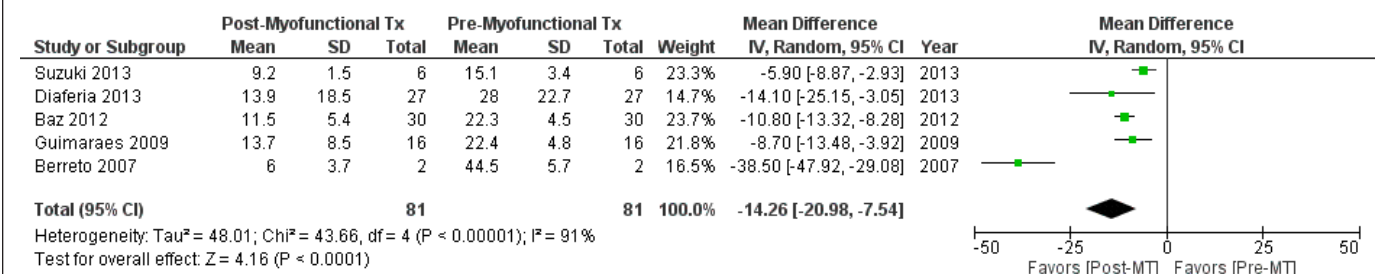 Post-Myofunctional Tx Pre-Myofunctional Tx Mean Difference Mean Difference
Study or Subgroup Mean SD Total Mean SD Total Weight IV, Random, 95% CI Year IV, Random, 95% CI
Suzuki 2013 9.2 1.5 6 15.1 3.4 6 23.3% -5.90 [-8.87, -2.93] 2013
Diaferia 2013 13.9 18.5 27 28 22.7 27 14.7% -14.10 [-25.15, -3.05] 2013
Baz 2012 11.5 5.4 30 22.3 4.5 30 23.7% -10.80 [-13.32, -8.28] 2012
Guimaraes 2009 13.7 8.5 16 22.4 4.8 16 21.8% -8.70 [-13.48, -3.92] 2009
Berreto 2007 6 3.7 2 44.5 5.7 2 16.5% -38.50 [-47.92, -29.08] 2007
Total (95% CI) 81 81 100.0% -14.26 [-20.98, -7.54]
Heterogeneity: Tau² = 48.01; Chi² = 43.66, df = 4 (P < 0.00001); I² = 91%
Test for overall effect: Z = 4.16 (P < 0.0001)
-50 -25 0 25 50
Favors [Post-MT] Favors [Pre-MT]